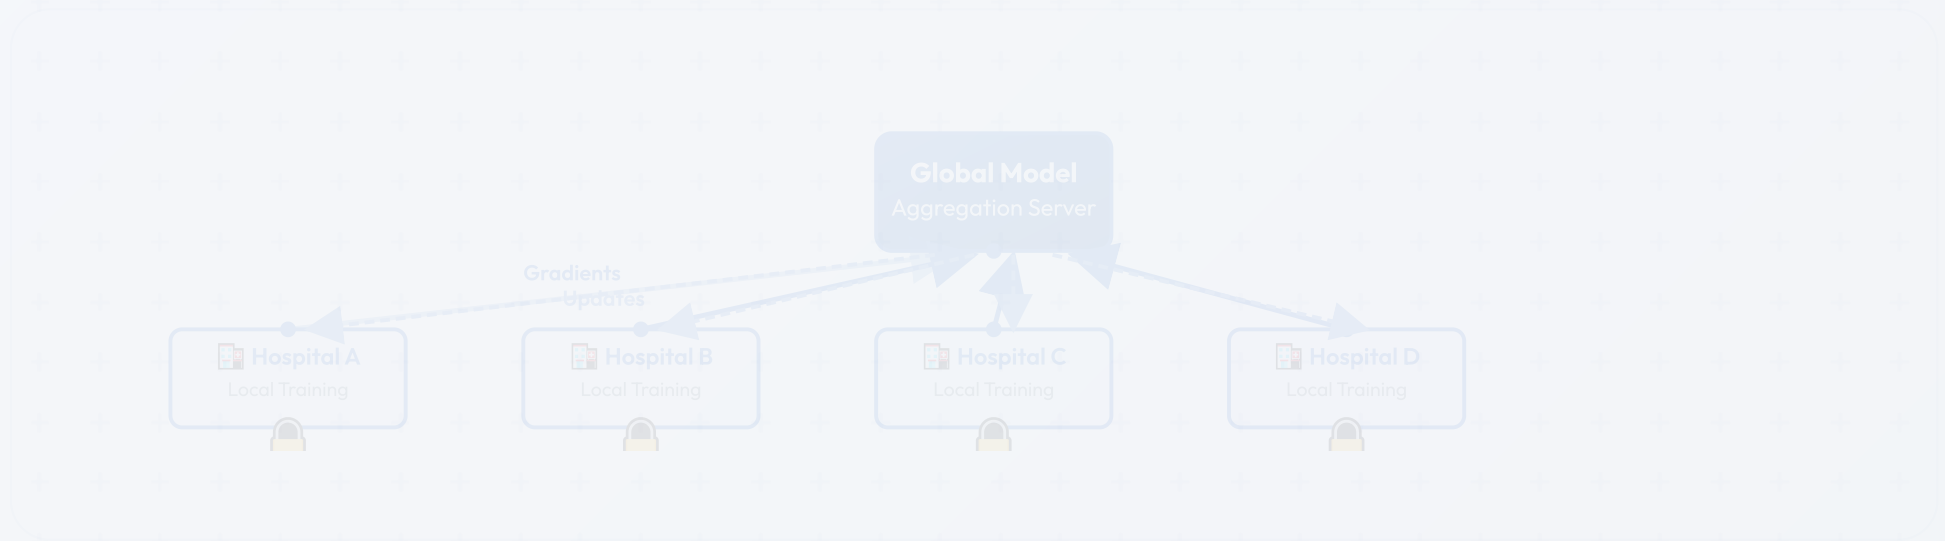 Global Model
Aggregation Server
Gradients
Updates
Hospital A
Local Training
Hospital B
Local Training
Hospital C
Local Training
Hospital D
Local Training